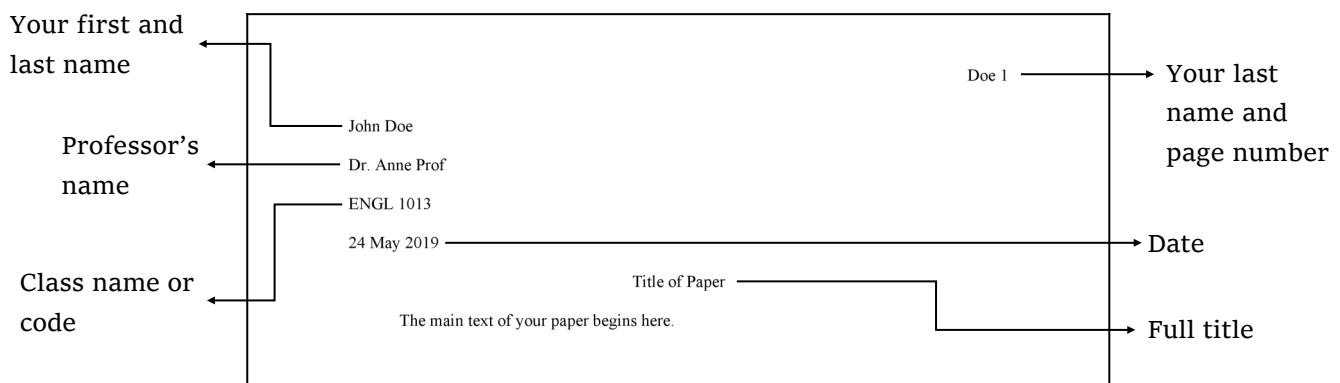 Your first and
last name
Doe 1
Your last
name and
page number
John Doe
Professor’s
name
Dr. Anne Prof
ENGL 1013
24 May 2019
Date
Class name or
code
Title of Paper
The main text of your paper begins here.
Full title